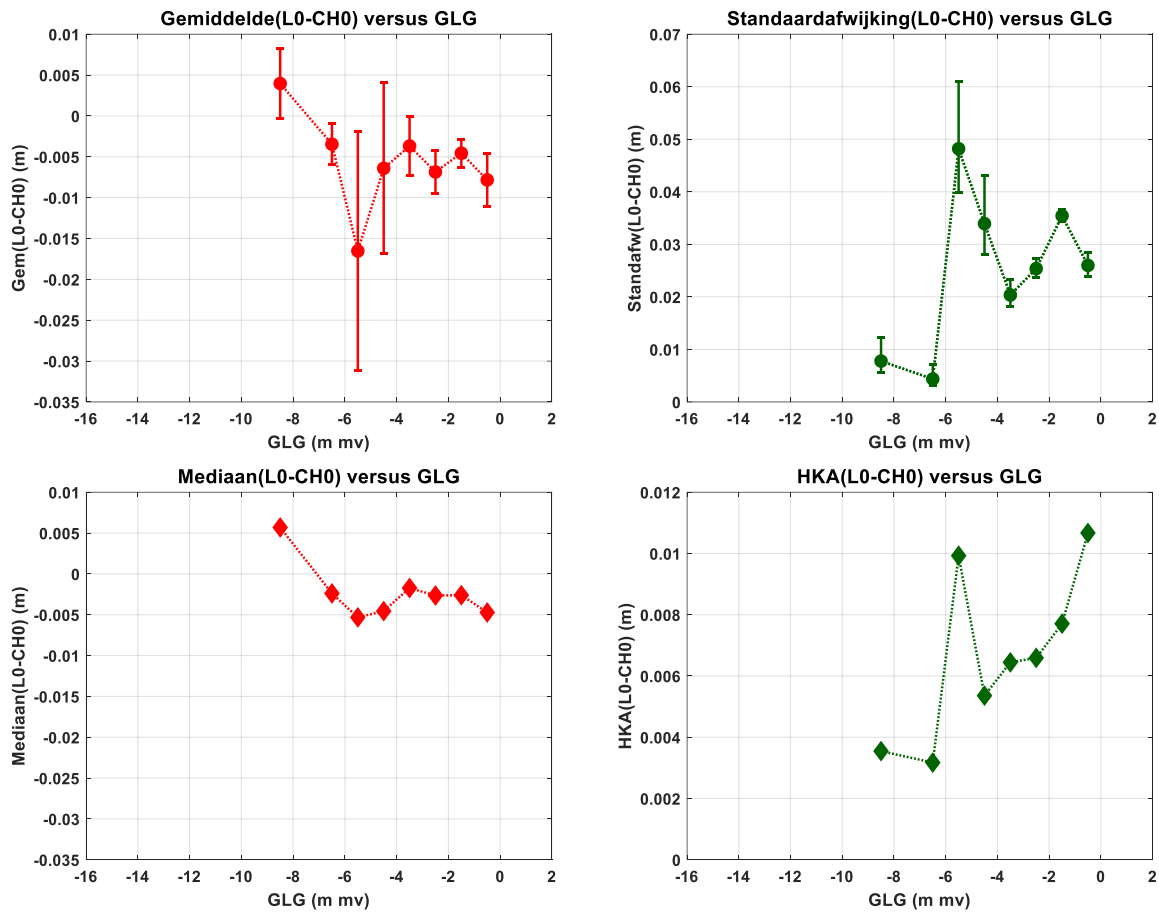 Gemiddelde(L0-CH0) versus GLG
0.01
0.005
0
-0.005
-0.01
-0.015
-0.02
-0.025
-0.03
-0.035
Gem(L0-CH0) (m)
-16 -14 -12 -10 -8 -6 -4 -2 0 2
GLG (m mv)
Standaardafwijking(L0-CH0) versus GLG
0.07
0.06
0.05
0.04
0.03
0.02
0.01
0
Standafw(L0-CH0) (m)
-16 -14 -12 -10 -8 -6 -4 -2 0 2
GLG (m mv)
Mediaan(L0-CH0) versus GLG
0.01
0.005
0
-0.005
-0.01
-0.015
-0.02
-0.025
-0.03
-0.035
Mediaan(L0-CH0) (m)
-16 -14 -12 -10 -8 -6 -4 -2 0 2
GLG (m mv)
HKA(L0-CH0) versus GLG
0.012
0.01
0.008
0.006
0.004
0.002
0
HKA(L0-CH0) (m)
-16 -14 -12 -10 -8 -6 -4 -2 0 2
GLG (m mv)